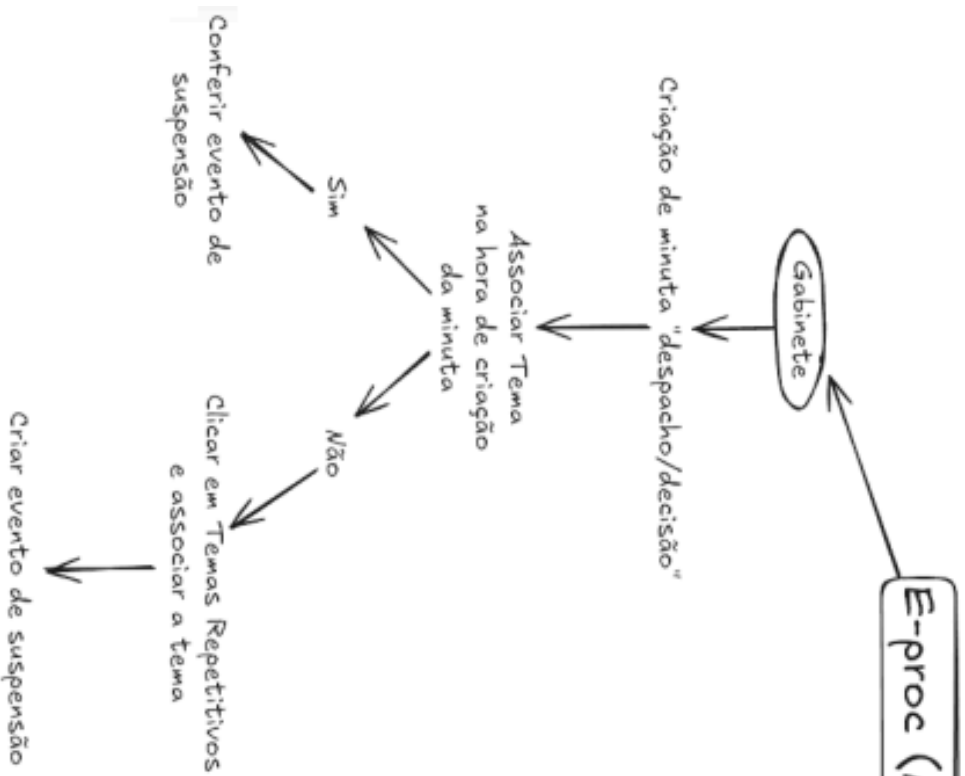 E-proc (
Gabinete
Criação de minuta "despacho/decisão"
Associar Tema
na hora de criação
da minuta
Sim
Não
Conferir evento de
suspensão
Clicar em Temas Repetitivos
e associar a tema
Criar evento de suspensão